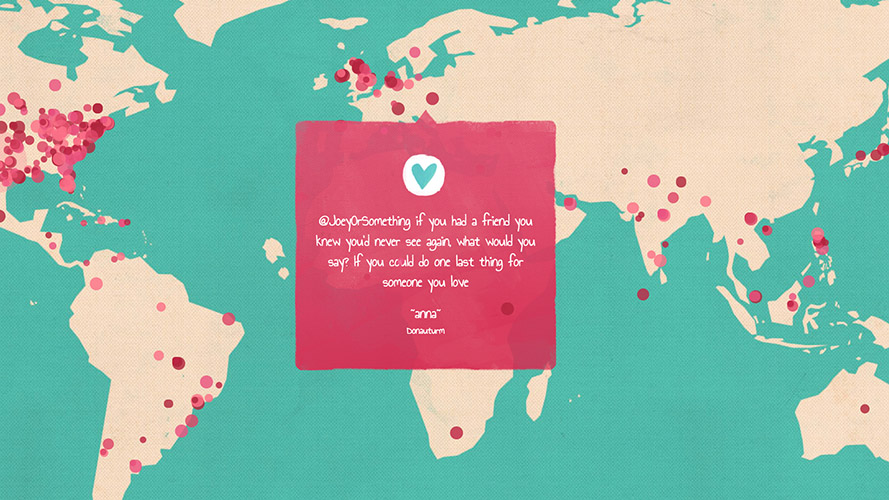 @JoeyOrSomething if you had a friend you
knew you'd never see again, what would you
say? If you could do one last thing for
someone you love
~anna~
Donauturm